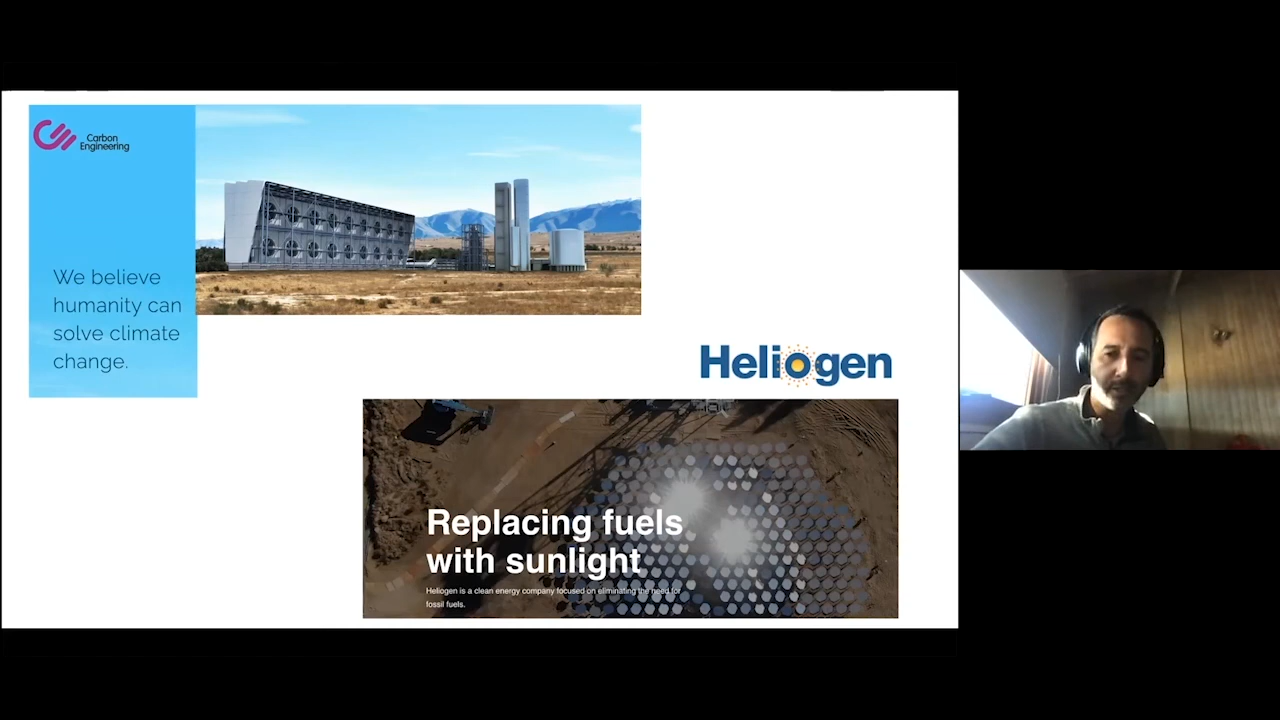 Carbon
Engineering
We believe
humanity can
solve climate
change.
Heliogen
Replacing fuels
with sunlight
Heliogen is a clean energy company focused on eliminating the need for
fossil fuels.